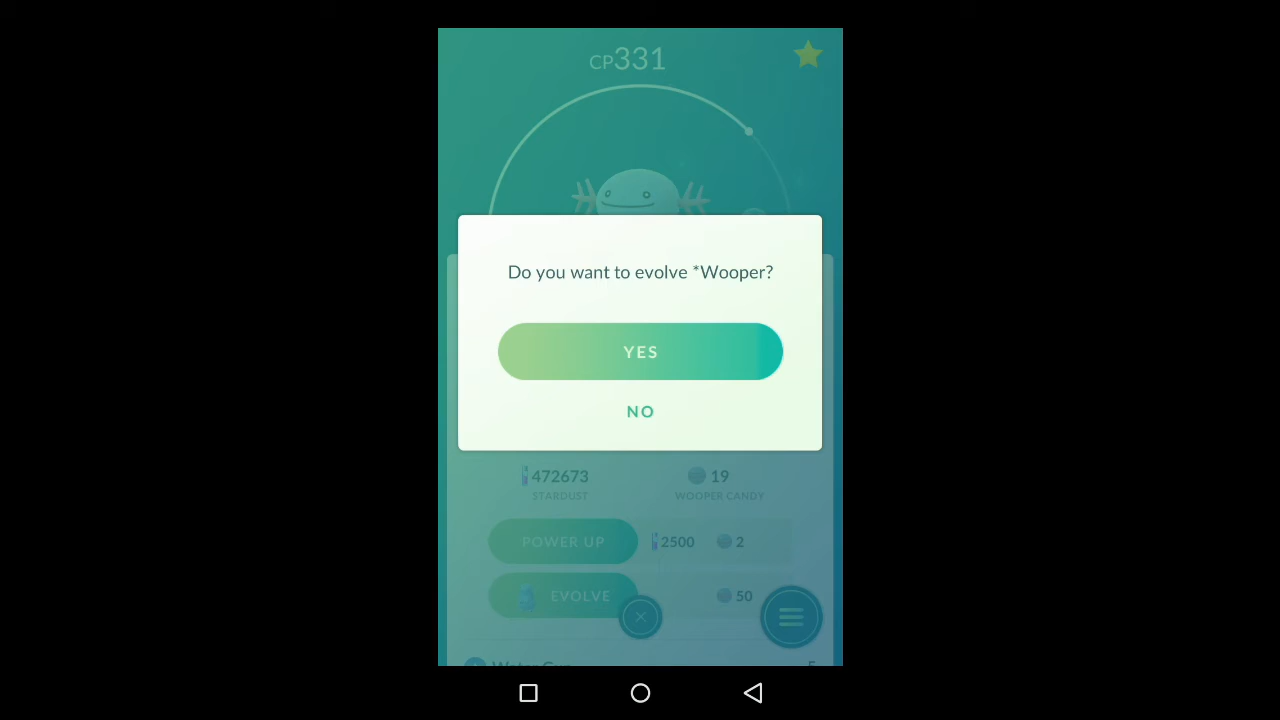 CP331
Do you want to evolve *Wooper?
YES
NO
472673 19
STARDUST WOOPER CANDY
POWER UP 2500 2
EVOLVE 50